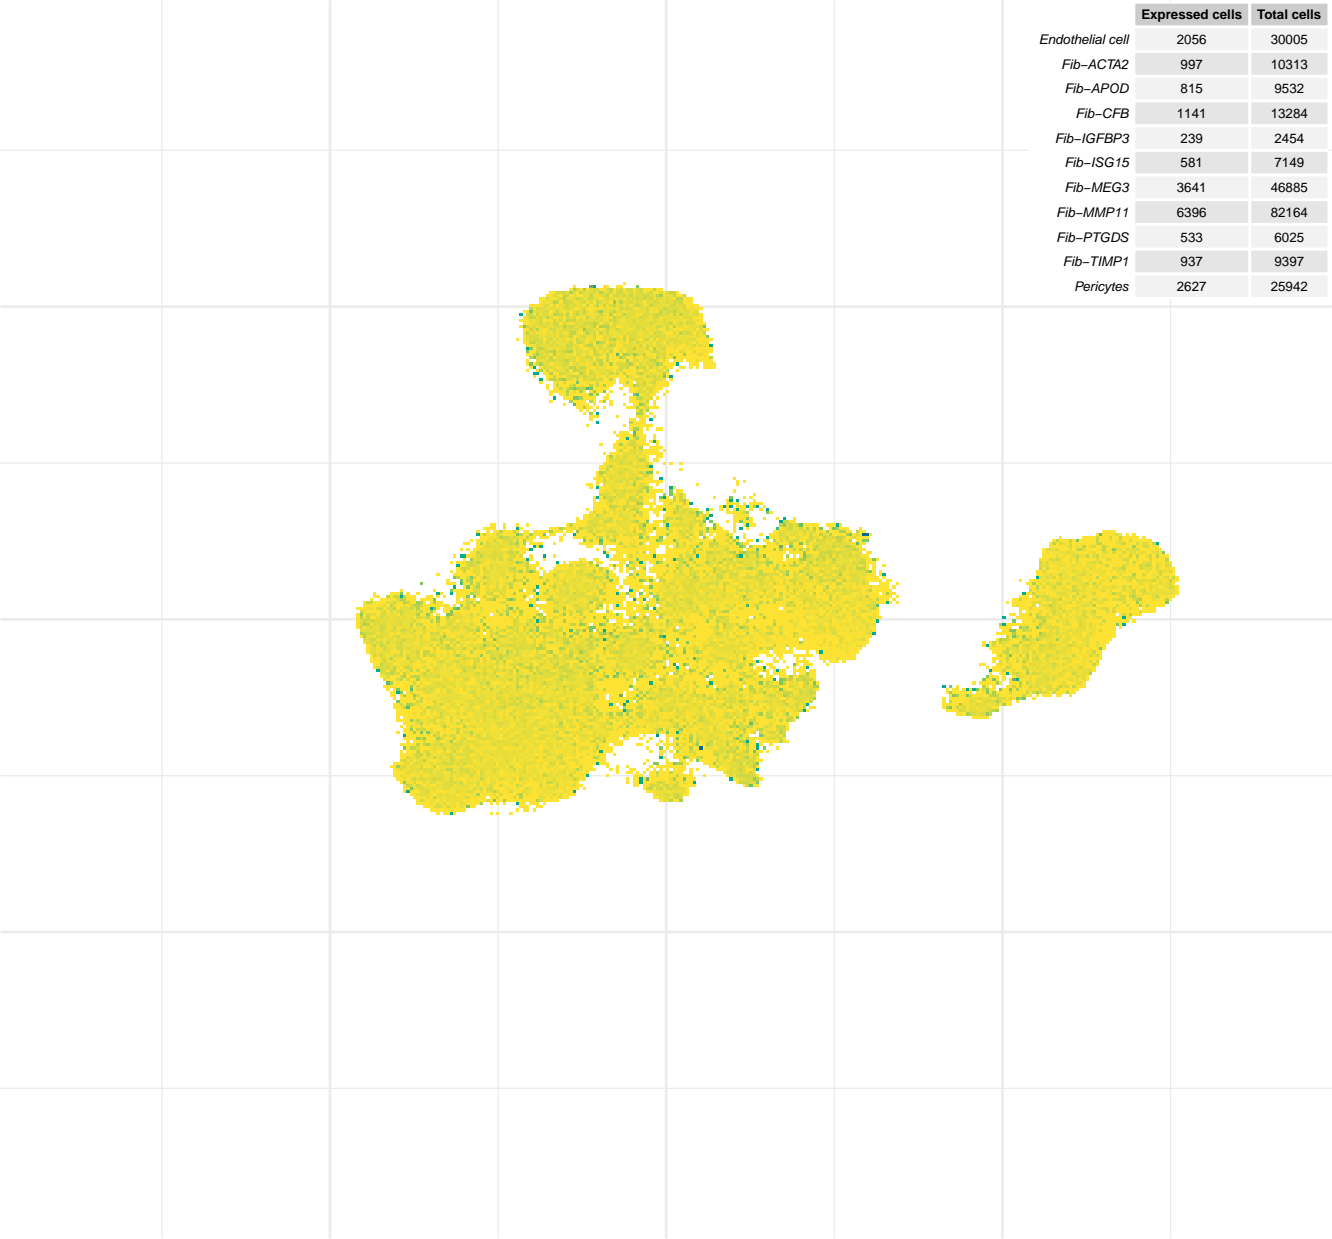 Expressed cells Total cells
Endothelial cell 2056 30005
Fib−ACTA2 997 10313
Fib−APOD 815 9532
Fib−CFB 1141 13284
Fib−IGFBP3 239 2454
Fib−ISG15 581 7149
Fib−MEG3 3641 46885
Fib−MMP11 6396 82164
Fib−PTGDS 533 6025
Fib−TIMP1 937 9397
Pericytes 2627 25942